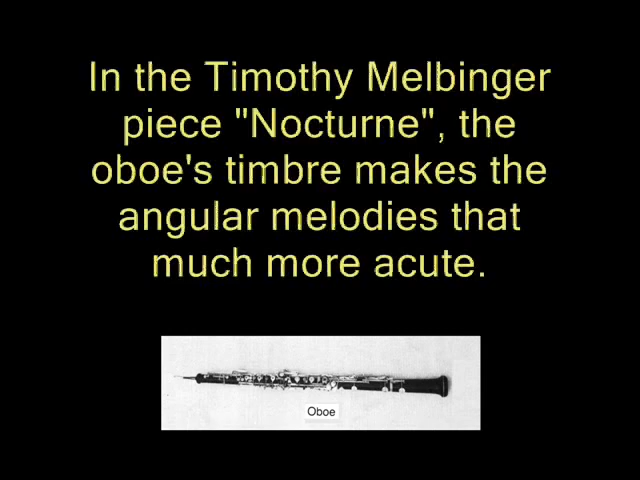 In the Timothy Melbinger
piece "Nocturne", the
oboe's timbre makes the
angular melodies that
much more acute.
Oboe